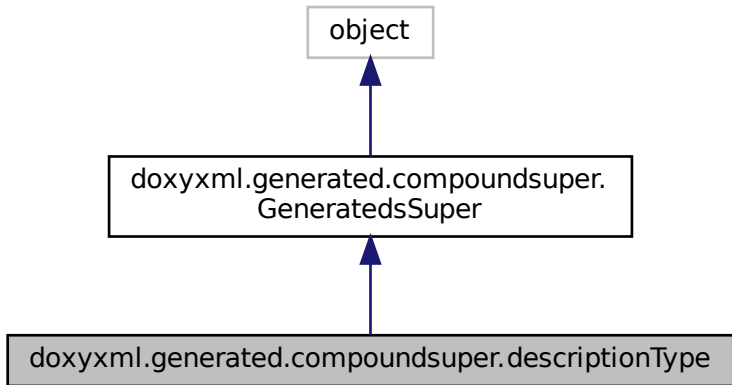 object
doxyxml.generated.compoundsuper.
GeneratedsSuper
doxyxml.generated.compoundsuper.descriptionType